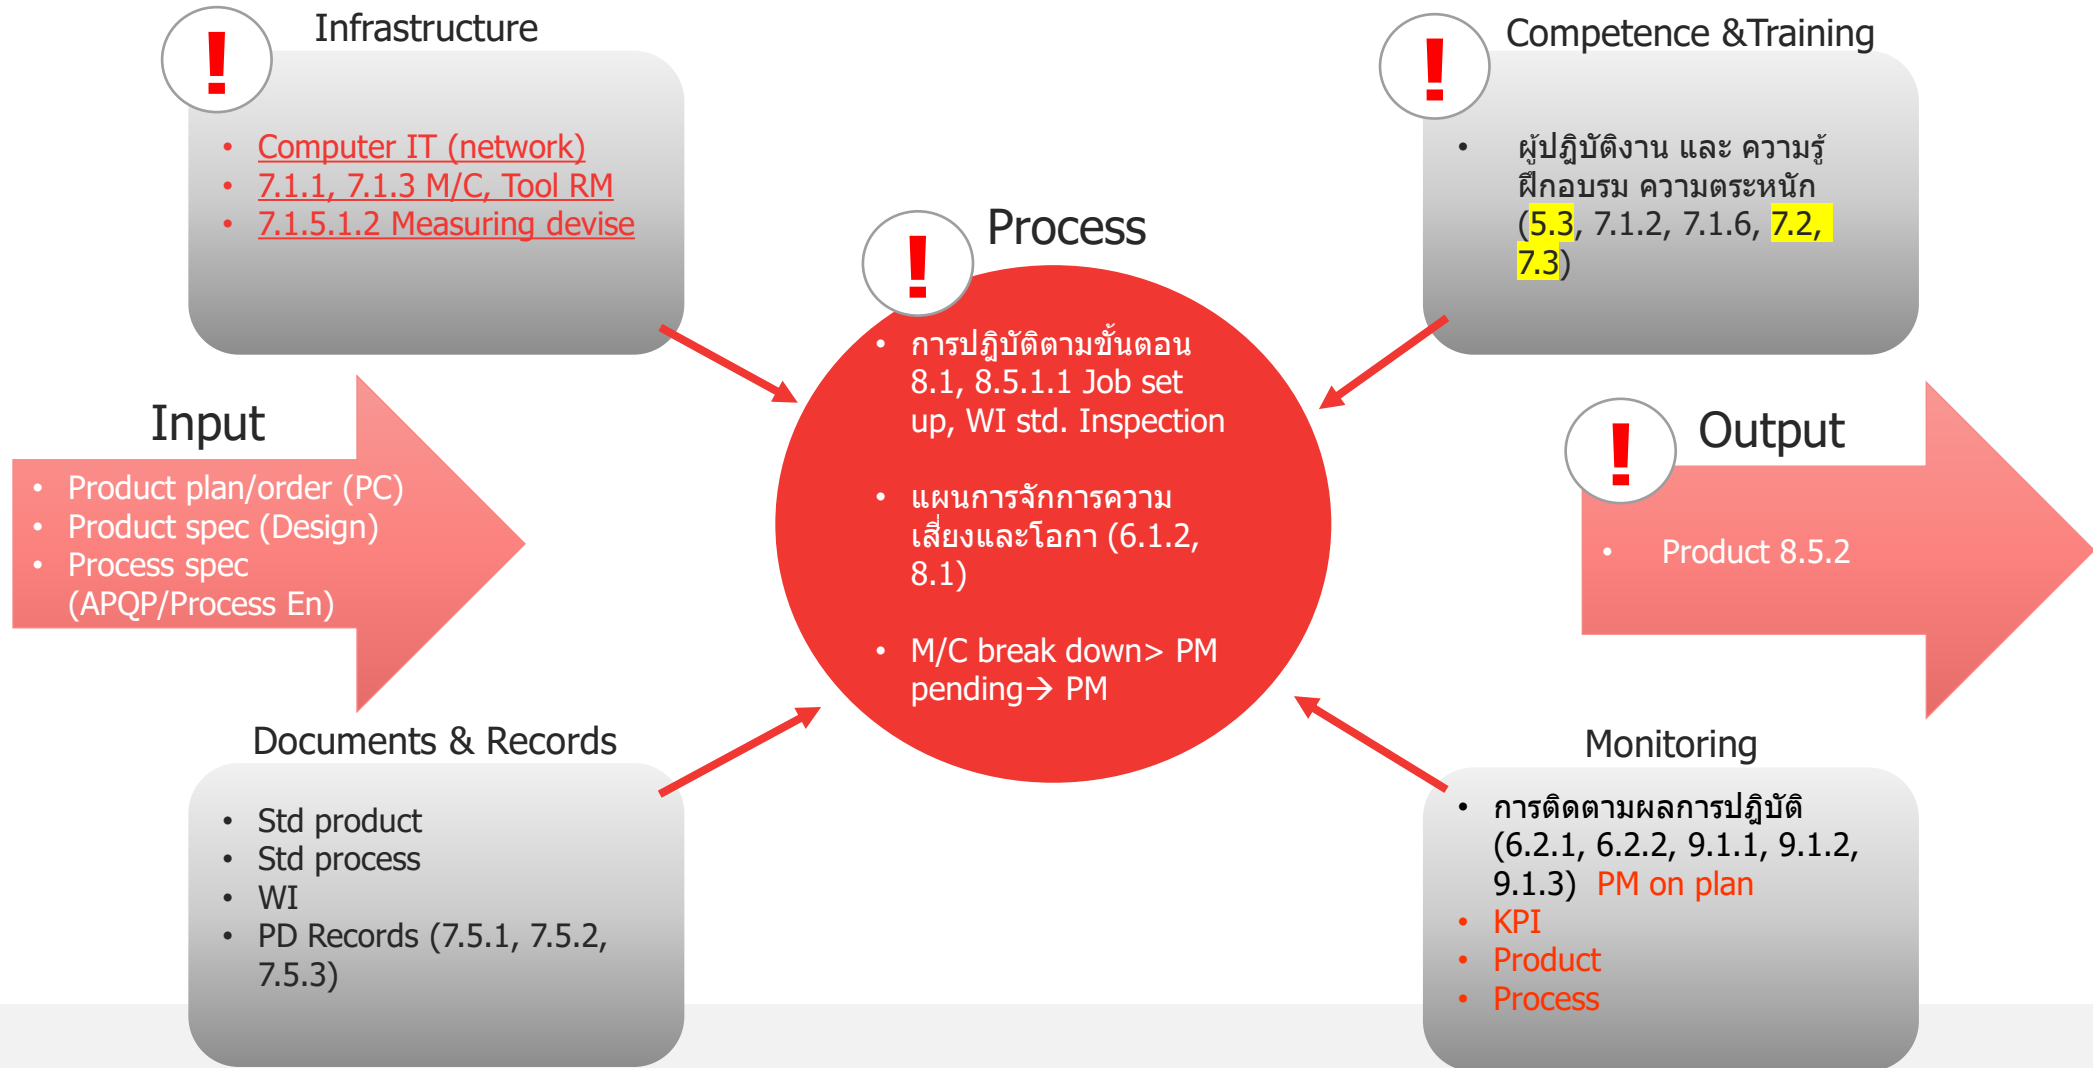 Infrastructure
!
• Computer IT (network)
• 7.1.1, 7.1.3 M/C, Tool RM
• 7.1.5.1.2 Measuring devise
Competence &Training
!
• ผู้ปฎิบัติงาน และ ความรู้
ฝึกอบรม ความตระหนัก
(5.3, 7.1.2, 7.1.6, 7.2,
7.3)
Input
• Product plan/order (PC)
• Product spec (Design)
• Process spec
(APQP/Process En)
Process
!
• การปฎิบัติตามขั้นตอน
8.1, 8.5.1.1 Job set
up, WI std. Inspection
• แผนการจักการความ
เสี่ยงและโอกา (6.1.2,
8.1)
• M/C break down> PM
pending→ PM
Output
!
• Product 8.5.2
Documents & Records
• Std product
• Std process
• WI
• PD Records (7.5.1, 7.5.2,
7.5.3)
Monitoring
• การติดตามผลการปฎิบัติ
(6.2.1, 6.2.2, 9.1.1, 9.1.2,
9.1.3) PM on plan
• KPI
• Product
• Process